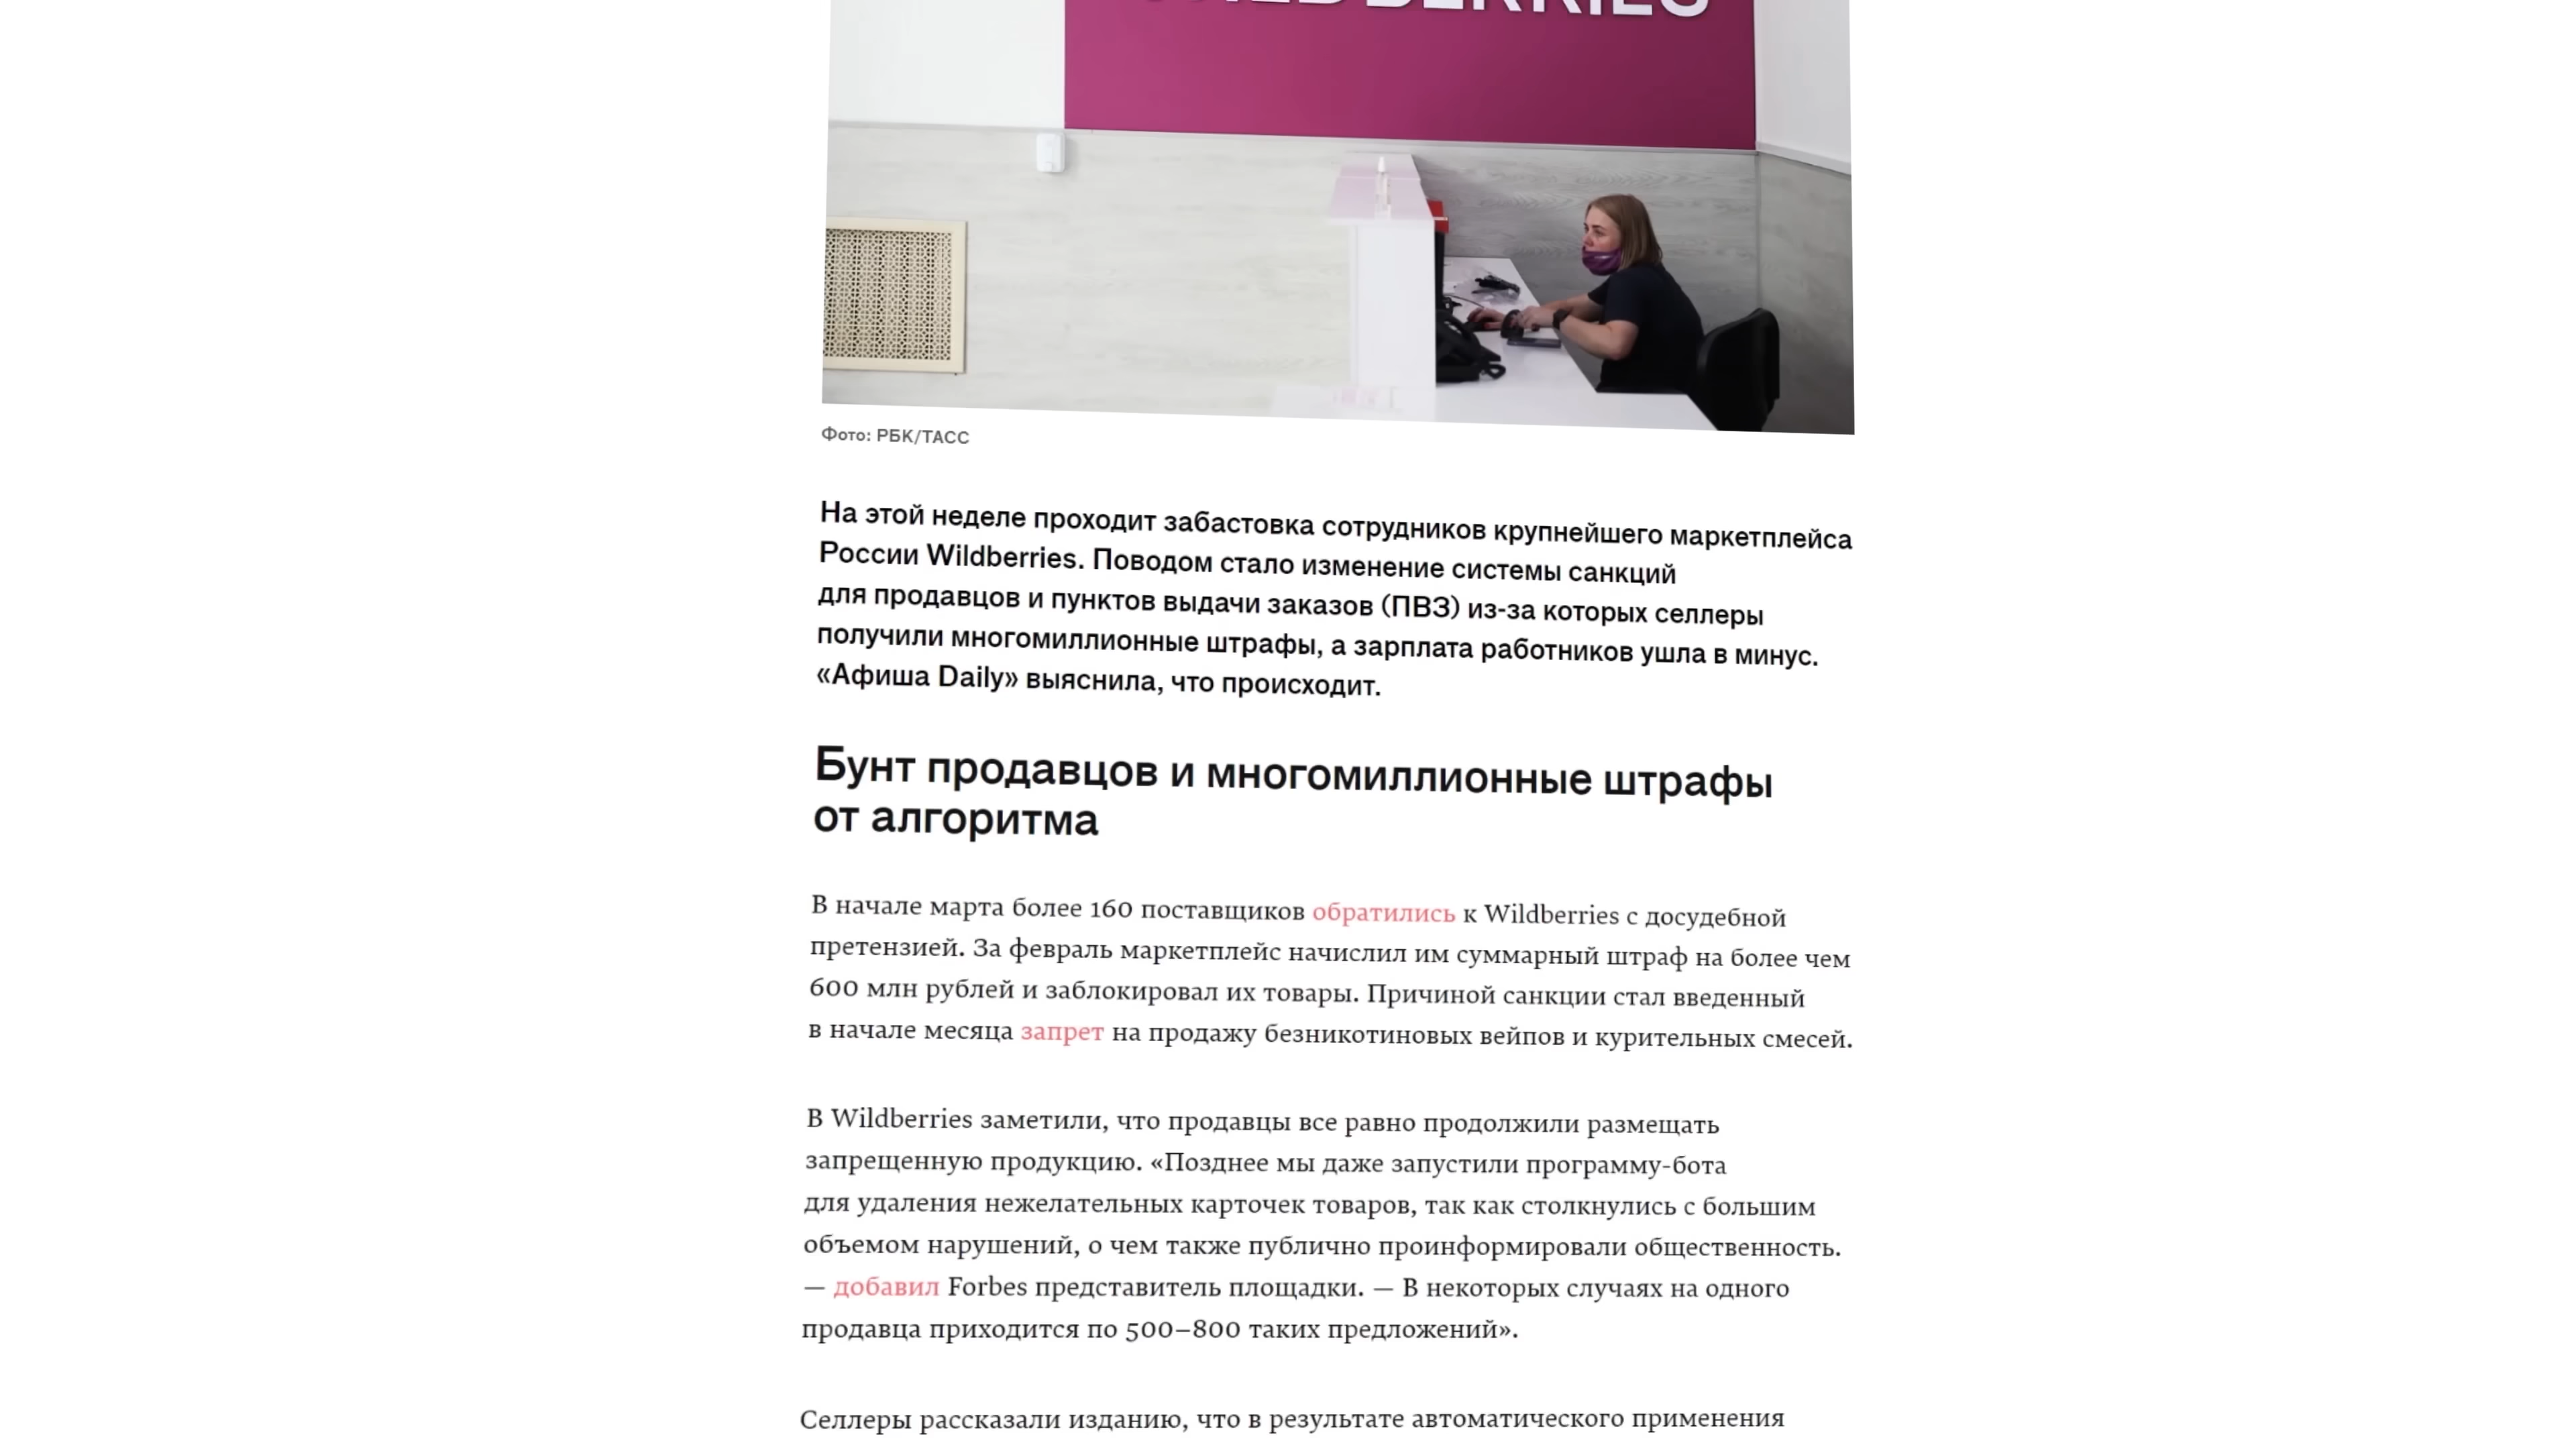 Фото: РБК/ТАСС
На этой неделе проходит забастовка сотрудников крупнейшего маркетплейса
России Wildberries. Поводом стало изменение системы санкций
для продавцов и пунктов выдачи заказов (ПВЗ) из-за которых селлеры
получили многомиллионные штрафы, а зарплата работников ушла в минус.
«Афиша Daily» выяснила, что происходит.
Бунт продавцов и многомиллионные штрафы
от алгоритма
В начале марта более 160 поставщиков обратились к Wildberries с досудебной
претензией. За февраль маркетплейс начислил им суммарный штраф на более чем
600 млн рублей и заблокировал их товары. Причиной санкции стал введенный
в начале месяца запрет на продажу безникотиновых вейпов и курительных смесей.
В Wildberries заметили, что продавцы все равно продолжили размещать
запрещенную продукцию. «Позднее мы даже запустили программу-бота
для удаления нежелательных карточек товаров, так как столкнулись с большим
объемом нарушений, о чем также публично проинформировали общественность.
— добавил Forbes представитель площадки. — В некоторых случаях на одного
продавца приходится по 500–800 таких предложений».
Селлеры рассказали изданию, что в результате автоматического применения